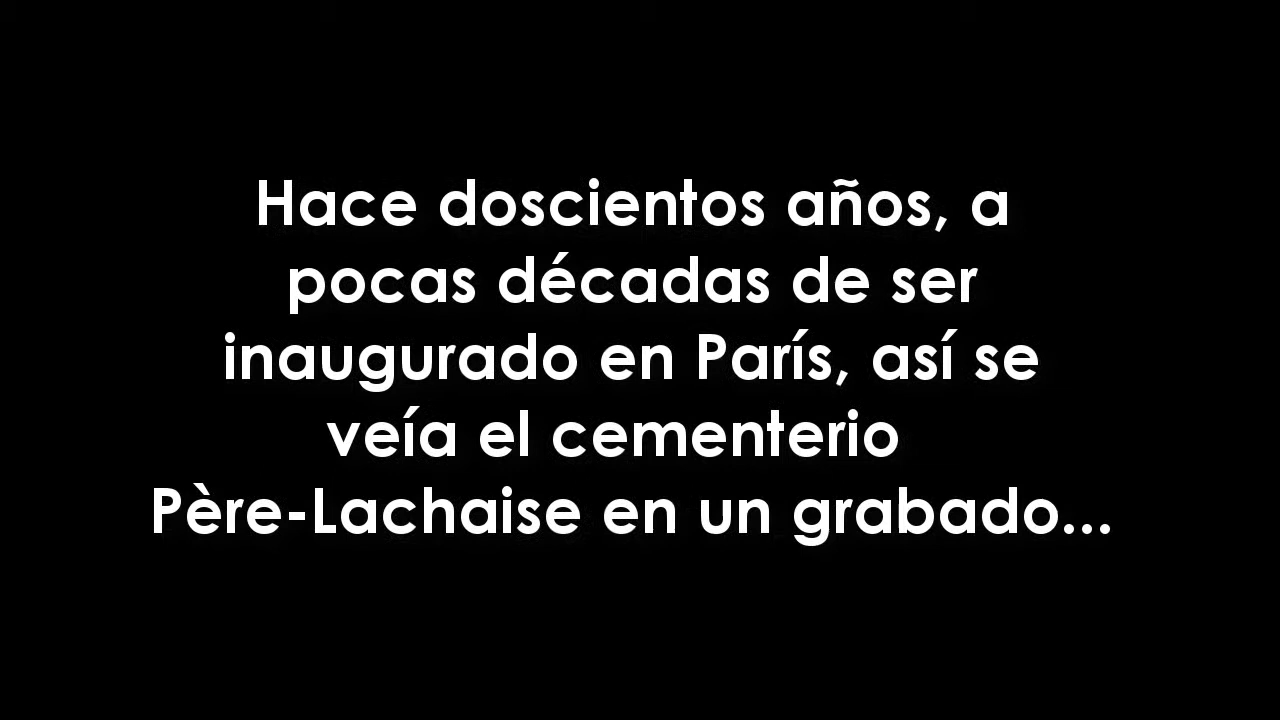 Hace doscientos años, a
pocas décadas de ser
inaugurado en París, así se
veía el cementerio
Père-Lachaise en un grabado...